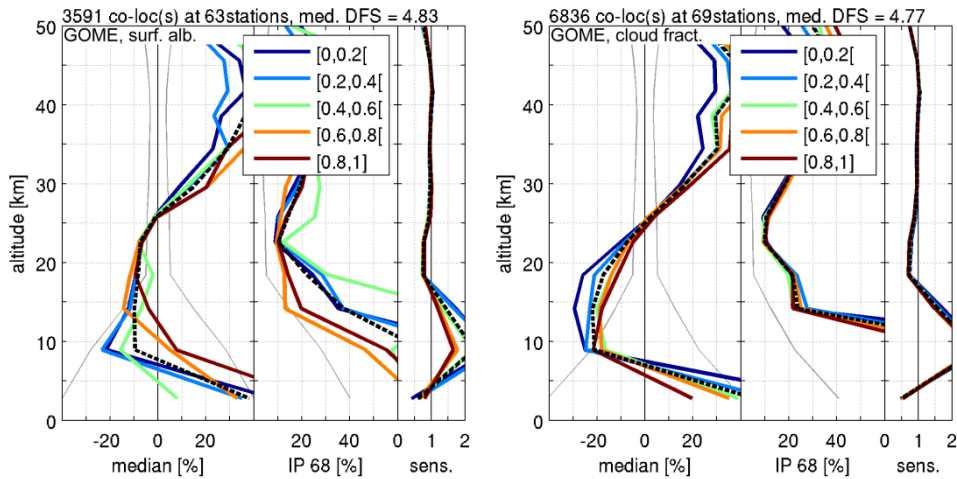 3591 co-loc(s) at 63stations, med. DFS = 4.83
GOME, surf. alb.
[0,0.2[
[0.2,0.4[
[0.4,0.6[
[0.6,0.8[
[0.8,1]
50
40
30
20
10
0
altitude [km]
-20 0 20 20 40 0 1 2
median [%] IP 68 [%] sens.
6836 co-loc(s) at 69stations, med. DFS = 4.77
GOME, cloud fract.
[0,0.2[
[0.2,0.4[
[0.4,0.6[
[0.6,0.8[
[0.8,1]
50
40
30
20
10
0
altitude [km]
-20 0 20 20 40 0 1 2
median [%] IP 68 [%] sens.